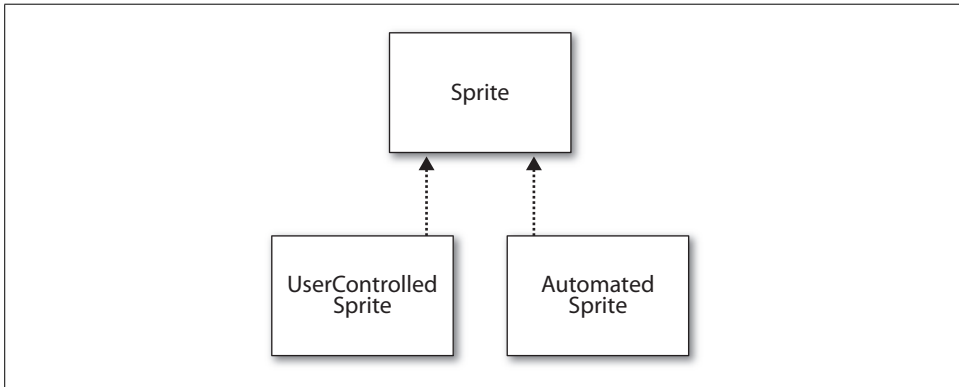 Sprite
UserControlled
Sprite
Automated
Sprite